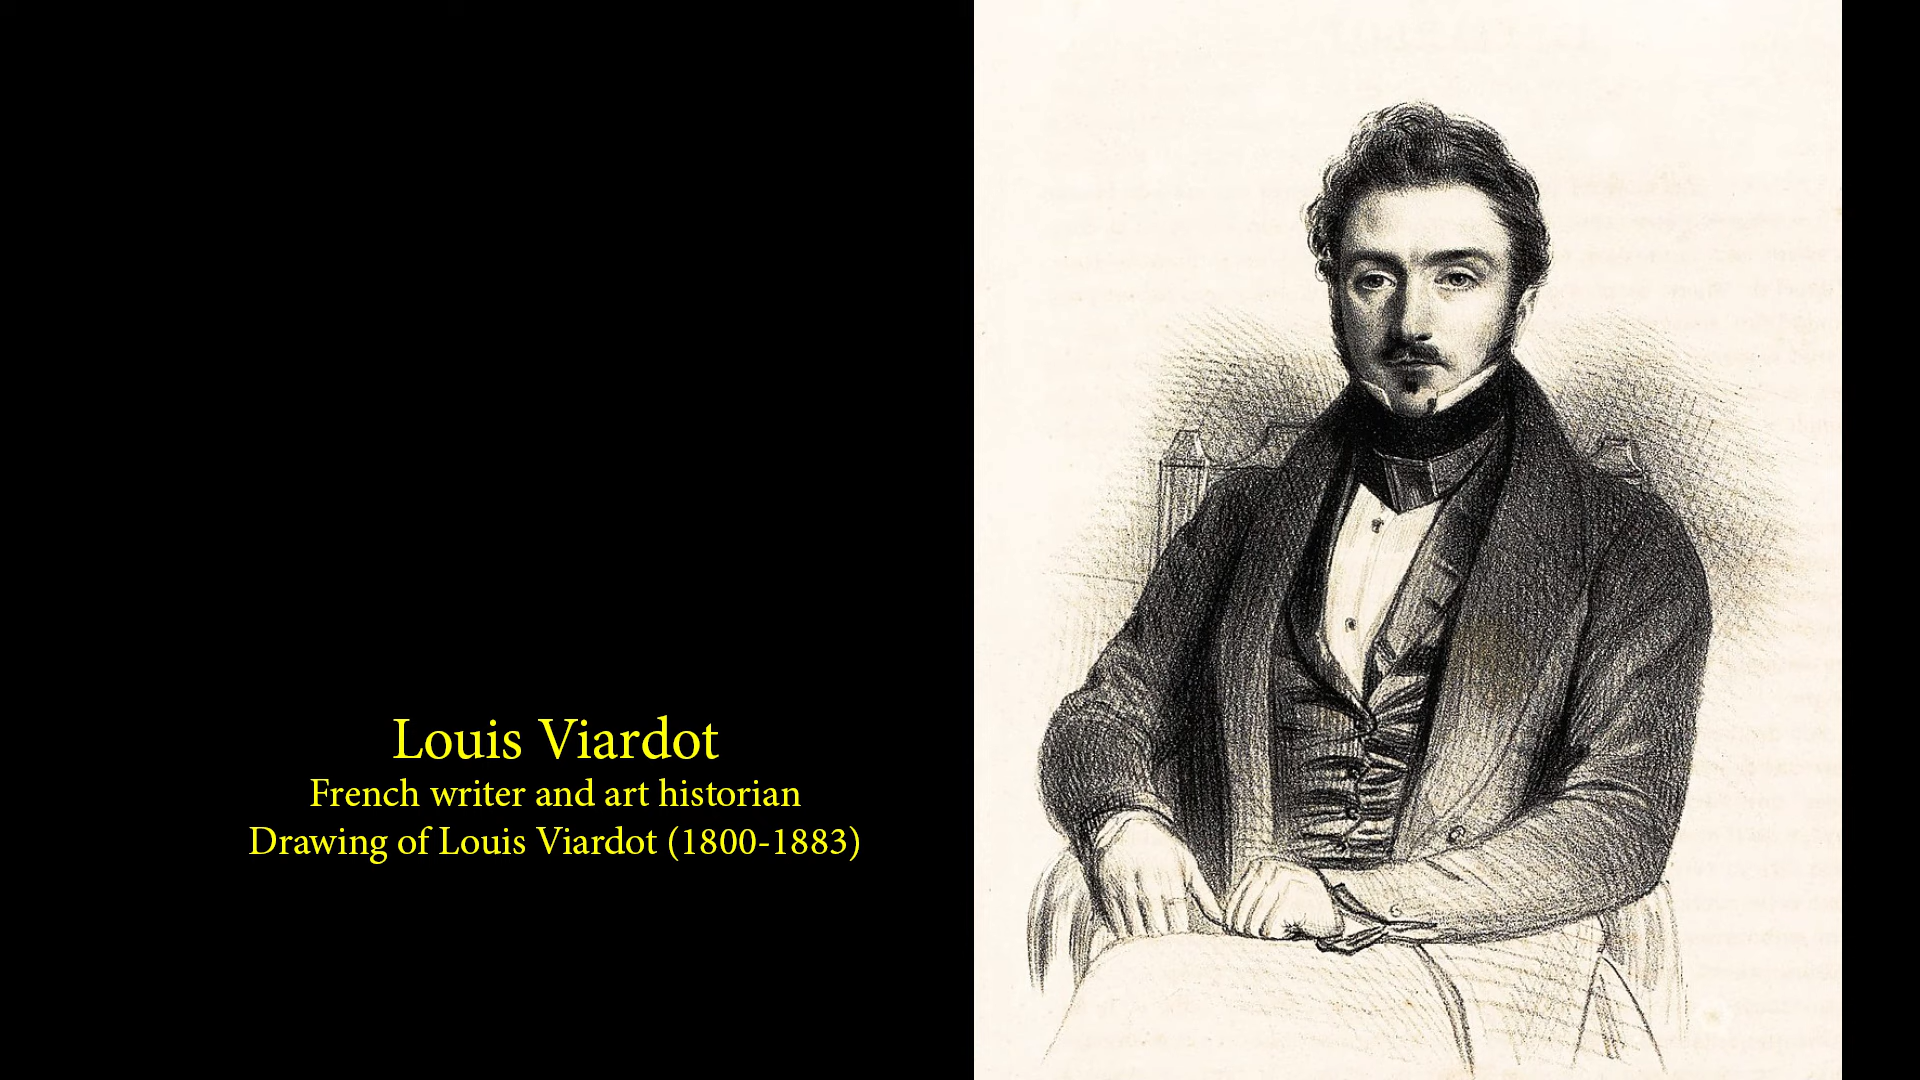 Louis Viardot
French writer and art historian
Drawing of Louis Viardot (1800-1883)